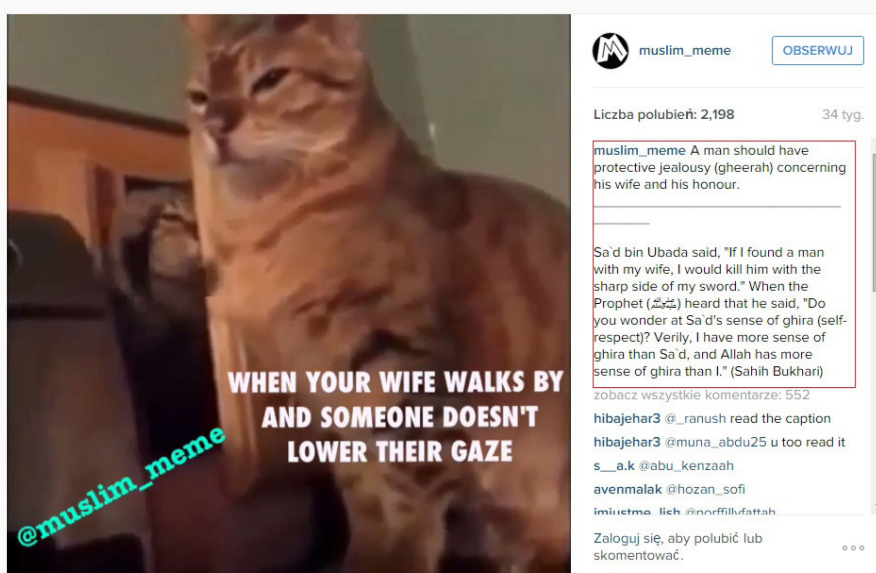 WHEN YOUR WIFE WALKS BY
AND SOMEONE DOESN'T
LOWER THEIR GAZE
@muslim_meme
muslim_meme
OBSERWUJ
Liczba polubień: 2,198
34 tyg.
muslim_meme A man should have
protective jealousy (gheerah) concerning
his wife and his honour.
Sa`d bin Ubada said, "If I found a man
with my wife, I would kill him with the
sharp side of my sword." When the
Prophet (ﷺ) heard that he said, "Do
you wonder at Sa`d's sense of ghira (self-
respect)? Verily, I have more sense of
ghira than Sa`d, and Allah has more
sense of ghira than I." (Sahih Bukhari)
zobacz wszystkie komentarze: 552
hibajehar3 @_ranush read the caption
hibajehar3 @muna_abdu25 u too read it
s__a.k @abu_kenzaah
avenmalak @hozan_sofi
Zaloguj się, aby polubić lub
skomentować.